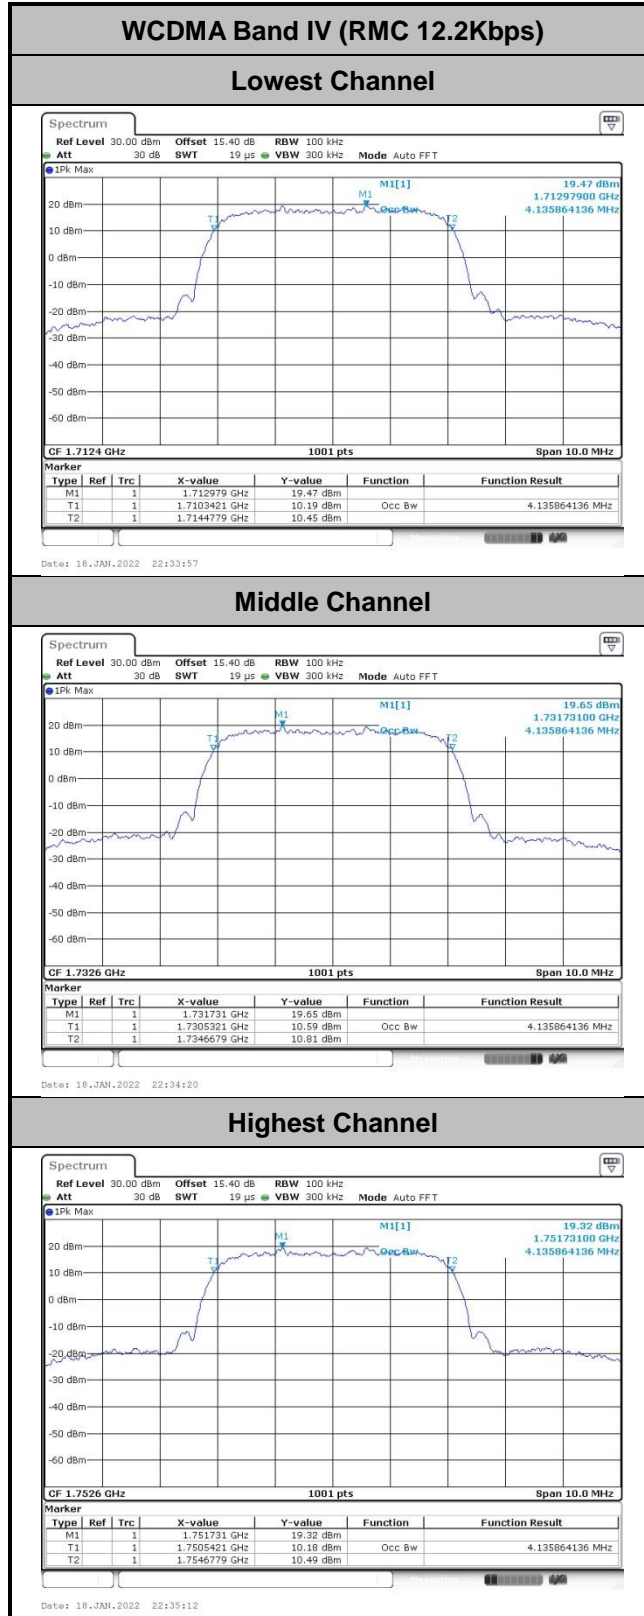 WCDMA Band IV (RMC 12.2Kbps)
Lowest Channel
Spectrum
Ref Level 30.00 dBm Offset 15.40 dB RBW 100 kHz
Att 30 dB SWT 19 µs VBW 300 kHz Mode Auto FFT
1Pk Max
M1[1] 19.47 dBm
1.71297900 GHz
Occ Bw 4.135864136 MHz
M1
T1
T2
20 dBm
10 dBm
0 dBm
-10 dBm
-20 dBm
-30 dBm
-40 dBm
-50 dBm
-60 dBm
CF 1.7124 GHz 1001 pts Span 10.0 MHz
Marker
Type Ref Trc X-value Y-value Function Function Result
M1 1 1.712979 GHz 19.47 dBm
T1 1 1.7103421 GHz 10.19 dBm Occ Bw 4.135864136 MHz
T2 1 1.7144779 GHz 10.45 dBm
Date: 18.JAN.2022 22:33:57
Middle Channel
Spectrum
Ref Level 30.00 dBm Offset 15.40 dB RBW 100 kHz
Att 30 dB SWT 19 µs VBW 300 kHz Mode Auto FFT
1Pk Max
M1[1] 19.65 dBm
1.73173100 GHz
Occ Bw 4.135864136 MHz
M1
T1
T2
20 dBm
10 dBm
0 dBm
-10 dBm
-20 dBm
-30 dBm
-40 dBm
-50 dBm
-60 dBm
CF 1.7326 GHz 1001 pts Span 10.0 MHz
Marker
Type Ref Trc X-value Y-value Function Function Result
M1 1 1.731731 GHz 19.65 dBm
T1 1 1.7305321 GHz 10.59 dBm Occ Bw 4.135864136 MHz
T2 1 1.7346679 GHz 10.81 dBm
Date: 18.JAN.2022 22:34:20
Highest Channel
Spectrum
Ref Level 30.00 dBm Offset 15.40 dB RBW 100 kHz
Att 30 dB SWT 19 µs VBW 300 kHz Mode Auto FFT
1Pk Max
M1[1] 19.32 dBm
1.75173100 GHz
Occ Bw 4.135864136 MHz
M1
T1
T2
20 dBm
10 dBm
0 dBm
-10 dBm
-20 dBm
-30 dBm
-40 dBm
-50 dBm
-60 dBm
CF 1.7526 GHz 1001 pts Span 10.0 MHz
Marker
Type Ref Trc X-value Y-value Function Function Result
M1 1 1.751731 GHz 19.32 dBm
T1 1 1.7505421 GHz 10.18 dBm Occ Bw 4.135864136 MHz
T2 1 1.7546779 GHz 10.49 dBm
Date: 18.JAN.2022 22:35:12